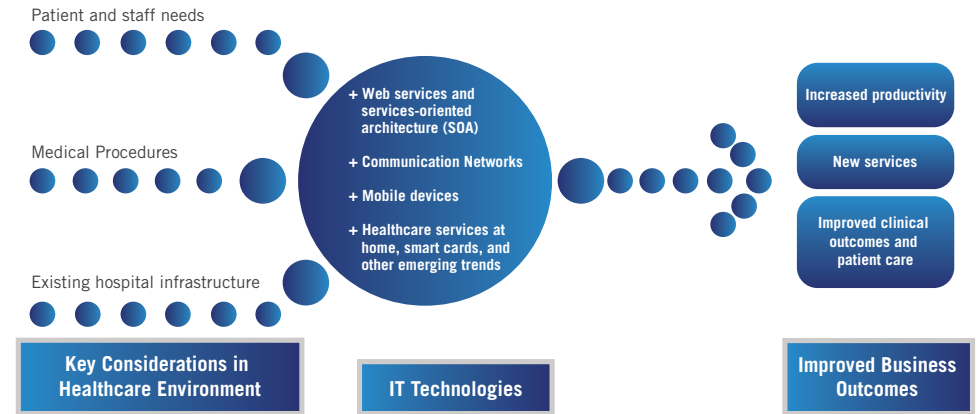 Patient and staff needs
Medical Procedures
Existing hospital infrastructure
+ Web services and
services-oriented
architecture (SOA)
+ Communication Networks
+ Mobile devices
+ Healthcare services at
home, smart cards, and
other emerging trends
Increased productivity
New services
Improved clinical
outcomes and
patient care
Key Considerations in
Healthcare Environment
IT Technologies
Improved Business
Outcomes